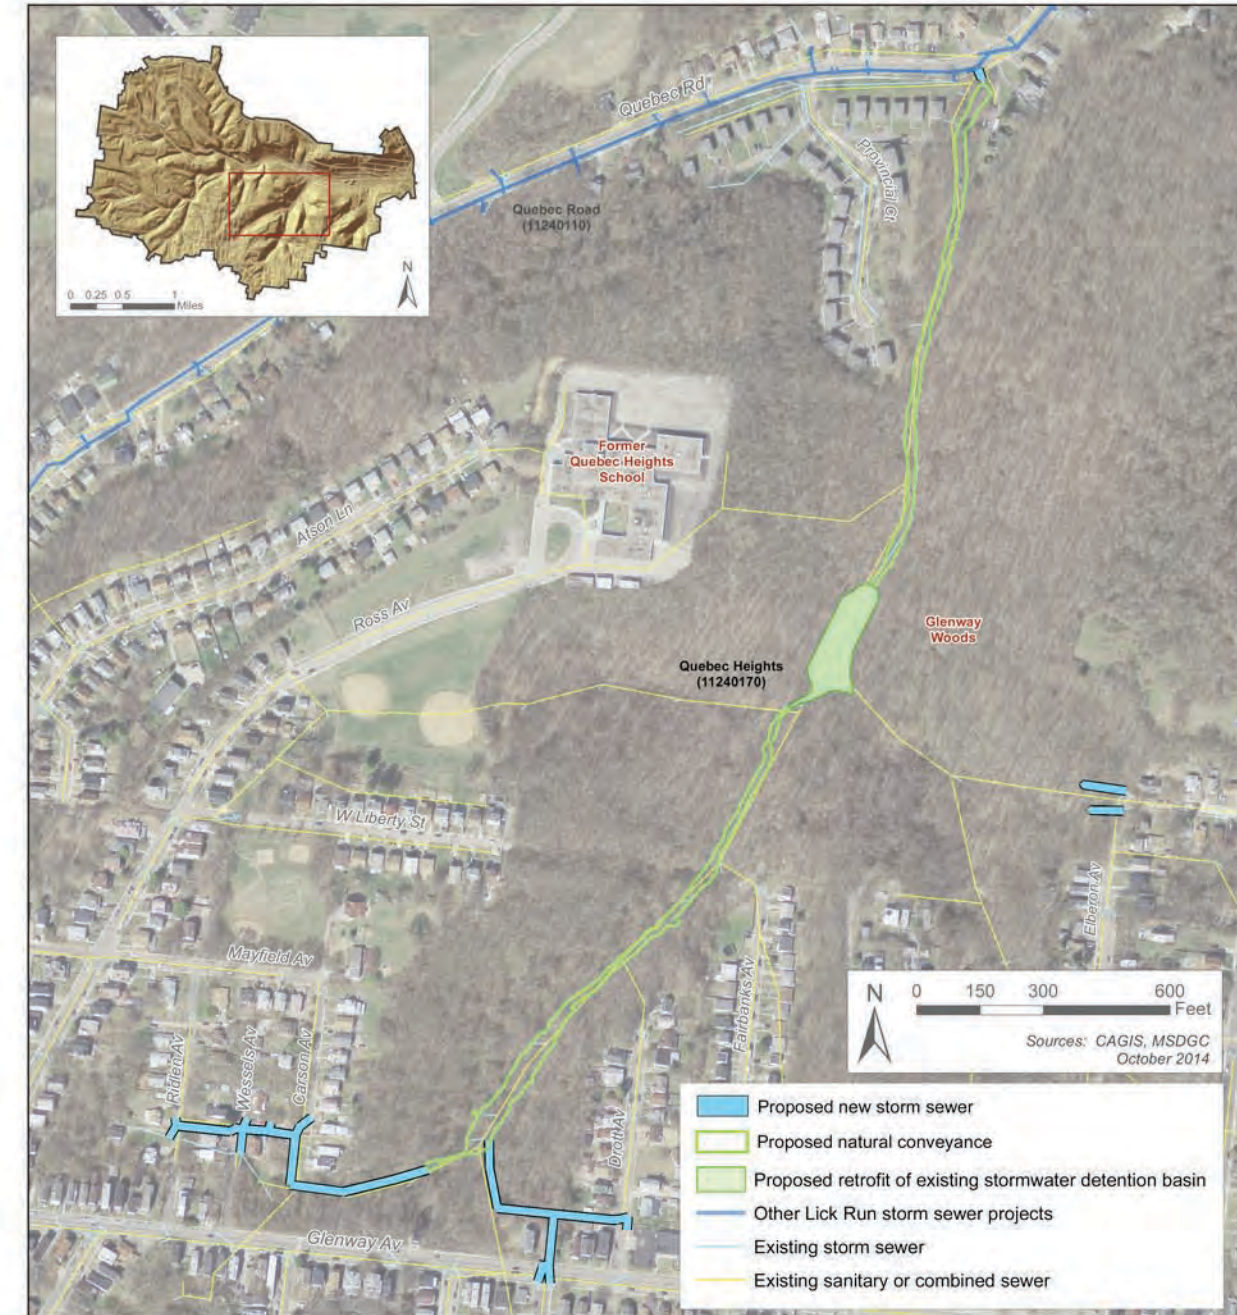 N
0 0.25 0.5 1
Miles
Quebec Rd
Provincial Ct
Quebec Road
(11240110)
Former
Quebec Heights
School
Atson Ln
Ross Av
Glenway
Woods
Quebec Heights
(11240170)
W Liberty St
Elberon Av
Mayfield Av
Fairbanks Av
N
0 150 300 600
Feet
Sources: CAGIS, MSDGC
October 2014
Ridlen Av
Wessels Av
Carson Av
Drott Av
Glenway Av
Proposed new storm sewer
Proposed natural conveyance
Proposed retrofit of existing stormwater detention basin
Other Lick Run storm sewer projects
Existing storm sewer
Existing sanitary or combined sewer